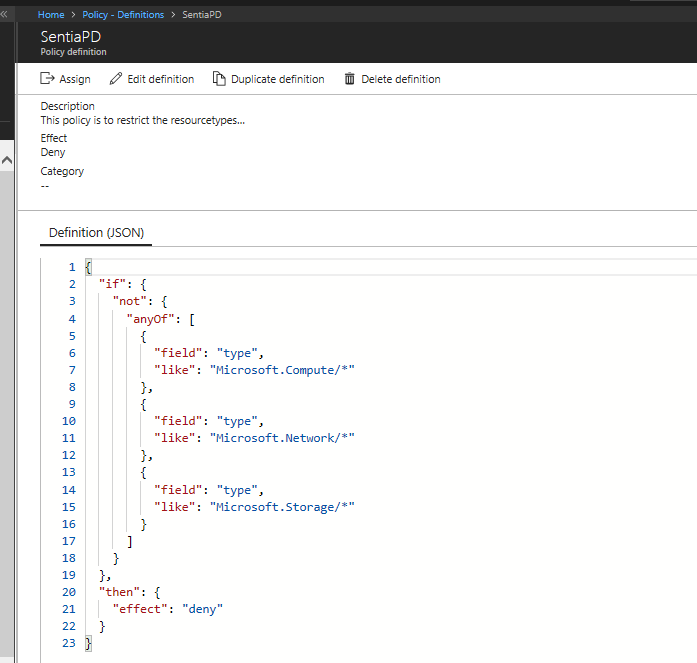 Home > Policy - Definitions > SentiaPD
SentiaPD
Policy definition
Assign Edit definition Duplicate definition Delete definition
Description
This policy is to restrict the resourcetypes...
Effect
Deny
Category
--
Definition (JSON)
1 {
2 "if": {
3 "not": {
4 "anyOf": [
5 {
6 "field": "type",
7 "like": "Microsoft.Compute/*"
8 },
9 {
10 "field": "type",
11 "like": "Microsoft.Network/*"
12 },
13 {
14 "field": "type",
15 "like": "Microsoft.Storage/*"
16 }
17 ]
18 }
19 },
20 "then": {
21 "effect": "deny"
22 }
23 }